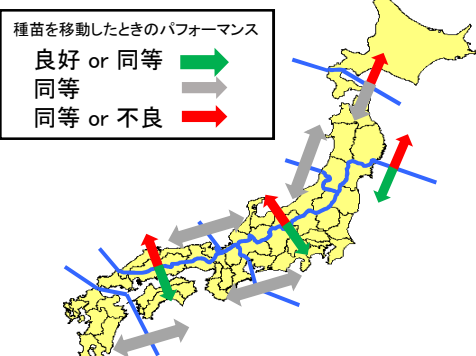 種苗を移動したときのパフォーマンス
良好 or 同等
同等
同等 or 不良